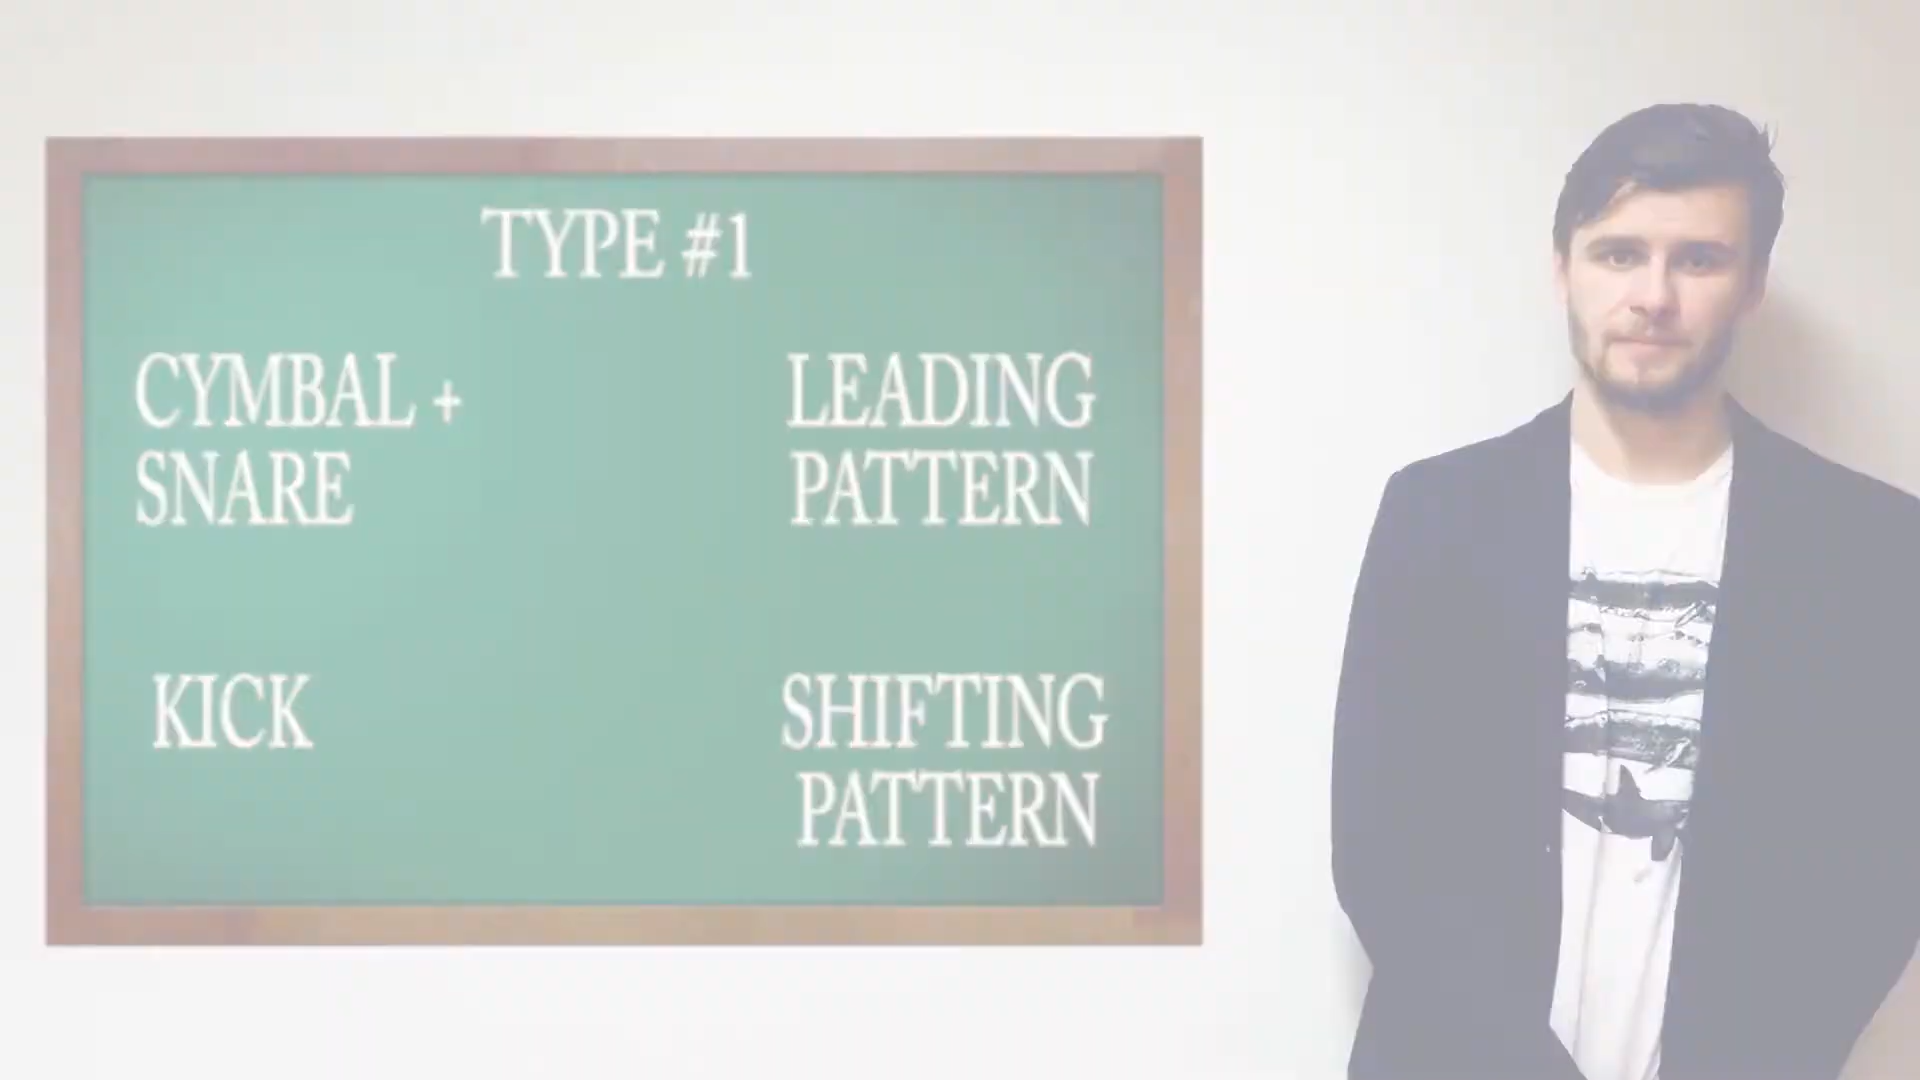 TYPE #1
CYMBAL +
SNARE
LEADING
PATTERN
KICK
SHIFTING
PATTERN